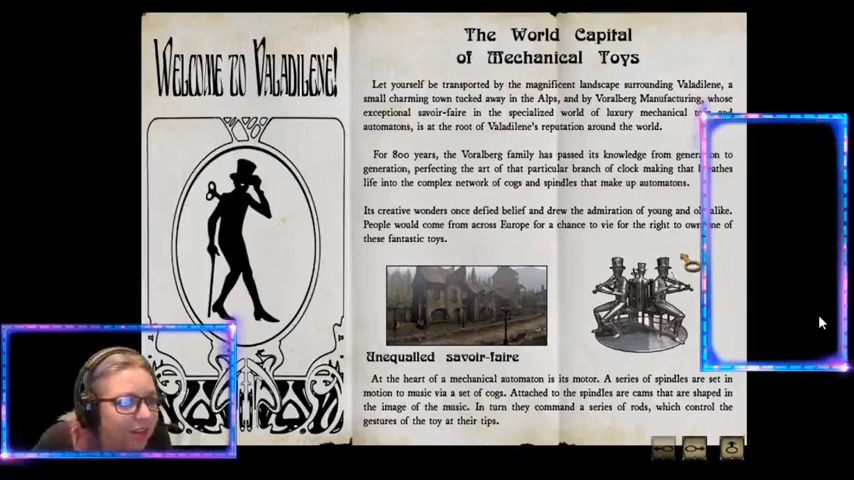 WELCOME TO VALADILENE!
The World Capital
of Mechanical Toys
Let yourself be transported by the magnificent landscape surrounding Valadilene, a
small charming town tucked away in the Alps, and by Voralberg Manufacturing, whose
exceptional savoir-faire in the specialized world of luxury mechanical and
automatons, is at the root of Valadilene's reputation around the world.
For 800 years, the Voralberg family has passed its knowledge from generation to
generation, perfecting the art of that particular branch of clock making that breathes
life into the complex network of cogs and spindles that make up automatons.
Its creative wonders once defied belief and drew the admiration of young and old alike.
People would come from across Europe for a chance to vie for the right to own one of
these fantastic toys.
Unequalled savoir-faire
At the heart of a mechanical automaton is its motor. A series of spindles are set in
motion to music via a set of cogs. Attached to the spindles are cams that are shaped in
the image of the music. In turn they command a series of rods, which control the
gestures of the toy at their tips.